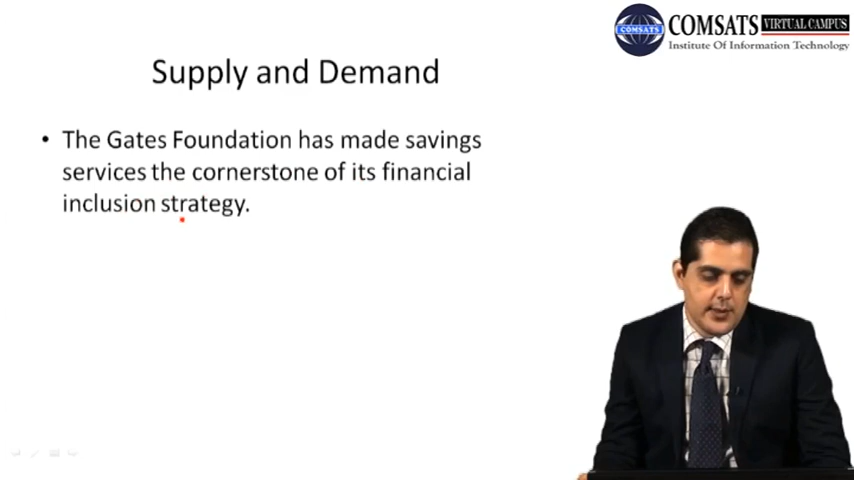 COMSATS VIRTUAL CAMPUS
COMSATS
Institute Of Information Technology
Supply and Demand
• The Gates Foundation has made savings
services the cornerstone of its financial
inclusion strategy.